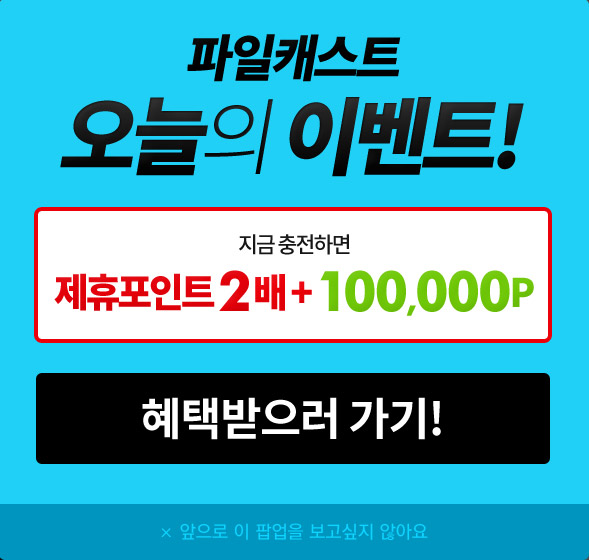 파일캐스트
오늘의 이벤트!
지금 충전하면
제휴포인트 2배 + 100,000P
혜택받으러 가기!
× 앞으로 이 팝업을 보고싶지 않아요